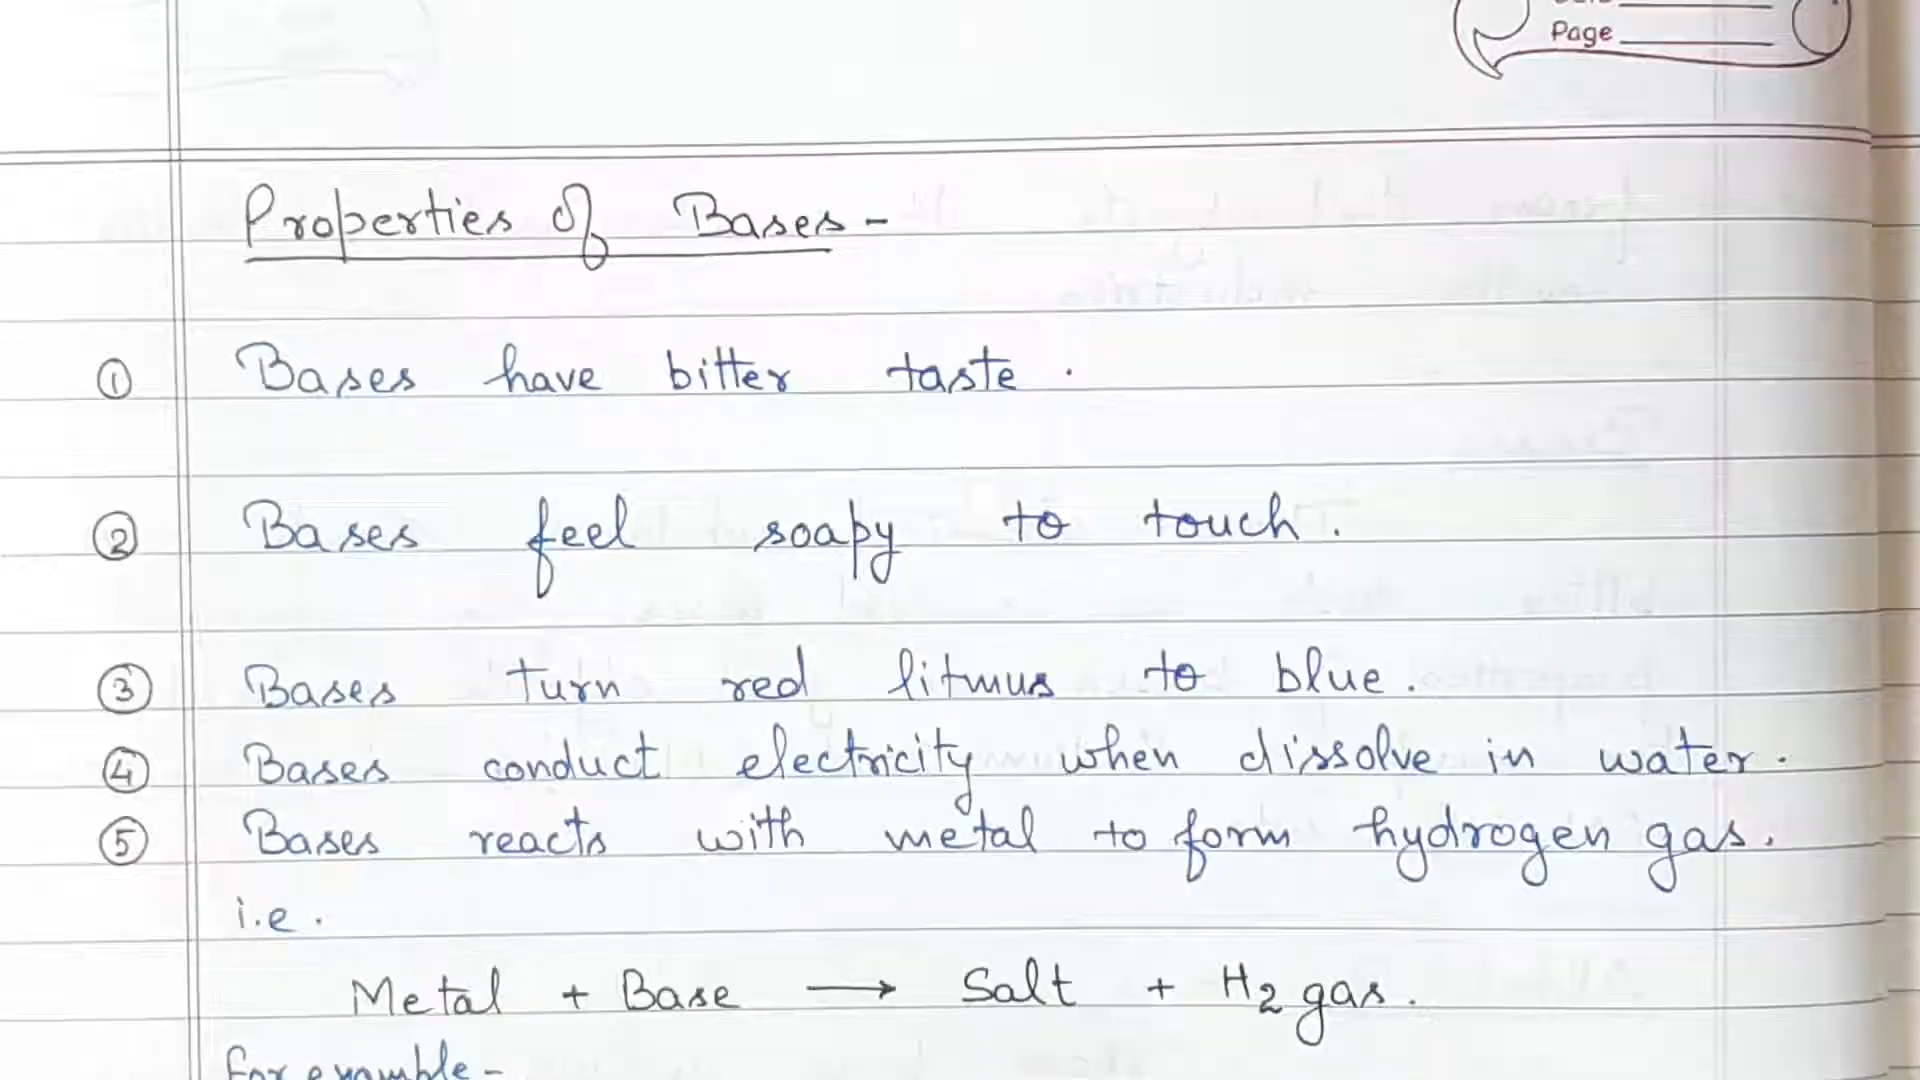 Page
Properties of Bases -
① Bases have bitter taste.
② Bases feel soapy to touch.
③ Bases turn red litmus to blue.
④ Bases conduct electricity when dissolve in water.
⑤ Bases reacts with metal to form hydrogen gas.
i.e.
Metal + Base → Salt + H₂ gas.
for example -